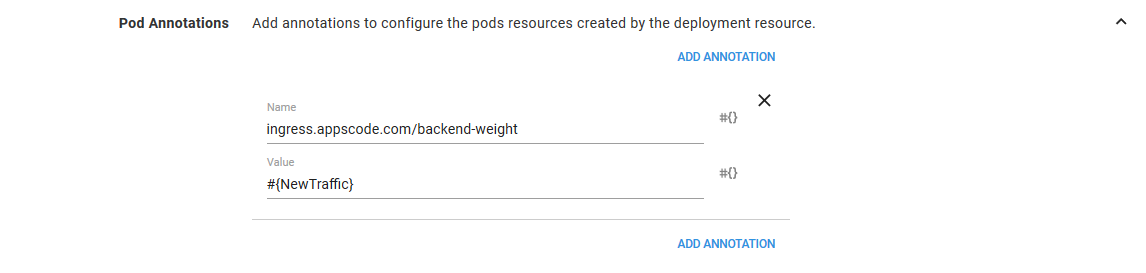 Pod Annotations Add annotations to configure the pods resources created by the deployment resource.
ADD ANNOTATION
Name
ingress.appscode.com/backend-weight #{}
Value
#{NewTraffic} #{}
ADD ANNOTATION